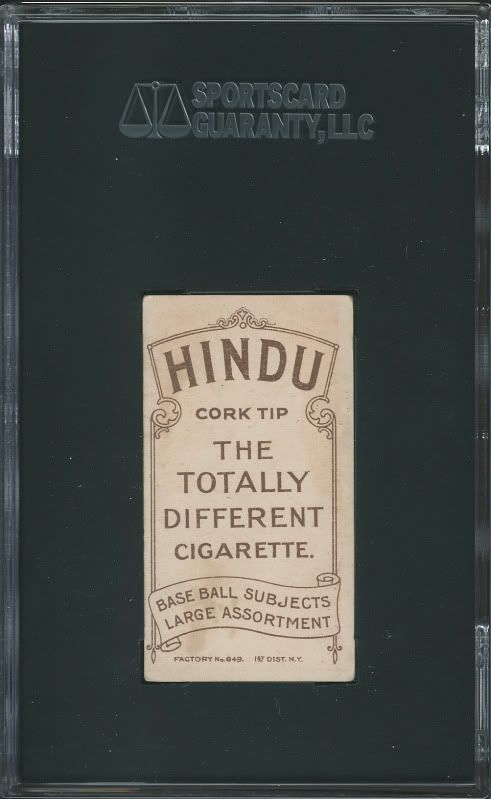 SPORTSCARD
GUARANTY, LLC
HINDU
CORK TIP
THE
TOTALLY
DIFFERENT
CIGARETTE.
BASE BALL SUBJECTS
LARGE ASSORTMENT
FACTORY No. 649. 1ST DIST. N.Y.